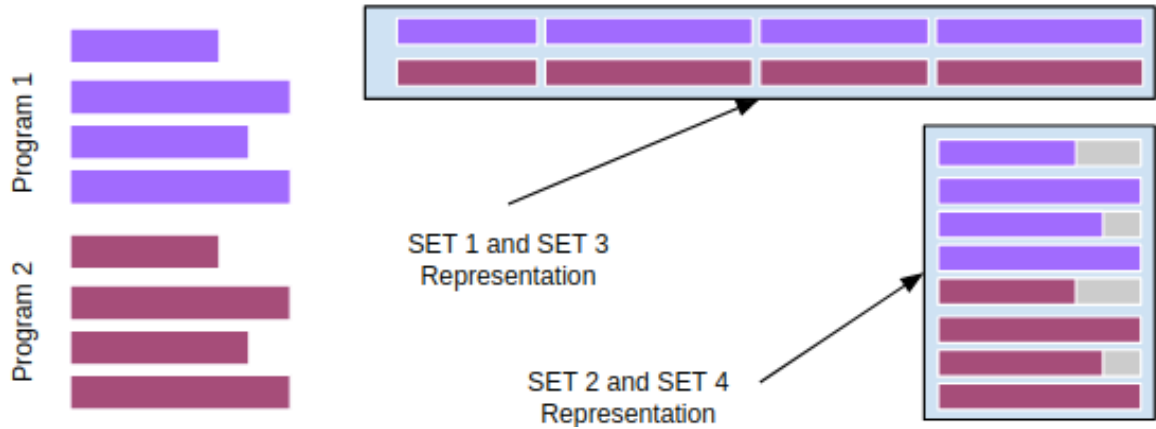 Program 1
Program 2
SET 1 and SET 3
Representation
SET 2 and SET 4
Representation